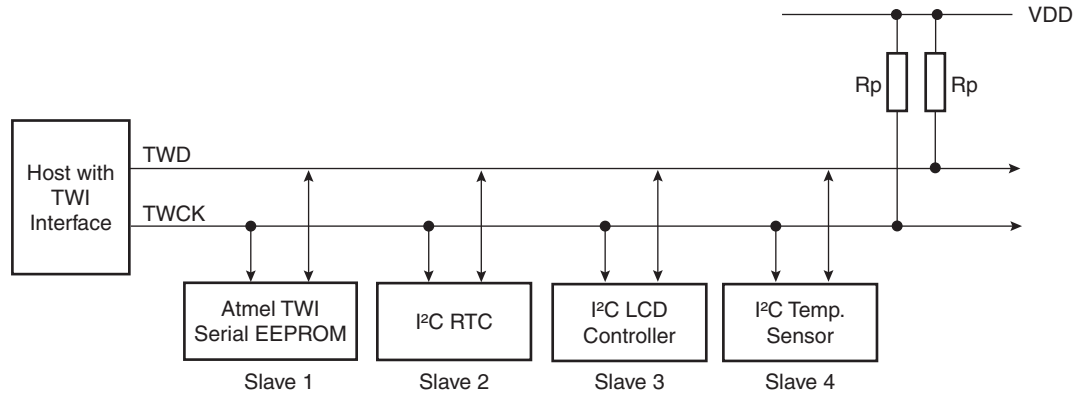 VDD
Rp
Rp
Host with
TWI
Interface
TWD
TWCK
Atmel TWI
Serial EEPROM
I²C RTC
I²C LCD
Controller
I²C Temp.
Sensor
Slave 1
Slave 2
Slave 3
Slave 4